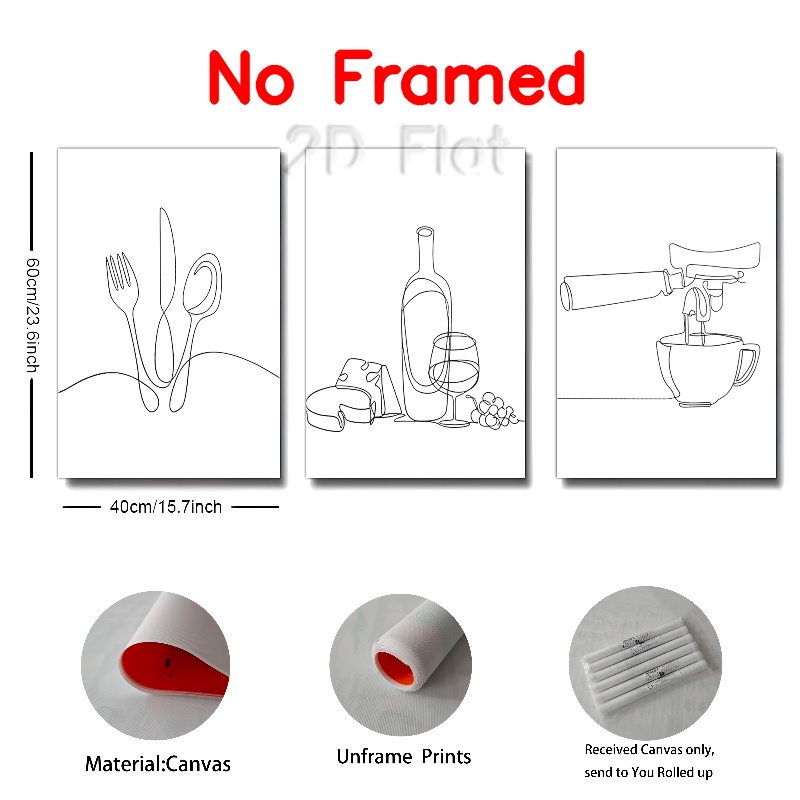 No Framed
2D Flat
60cm/23.6inch
40cm/15.7inch
Material:Canvas
Unframe Prints
Received Canvas only,
send to You Rolled up